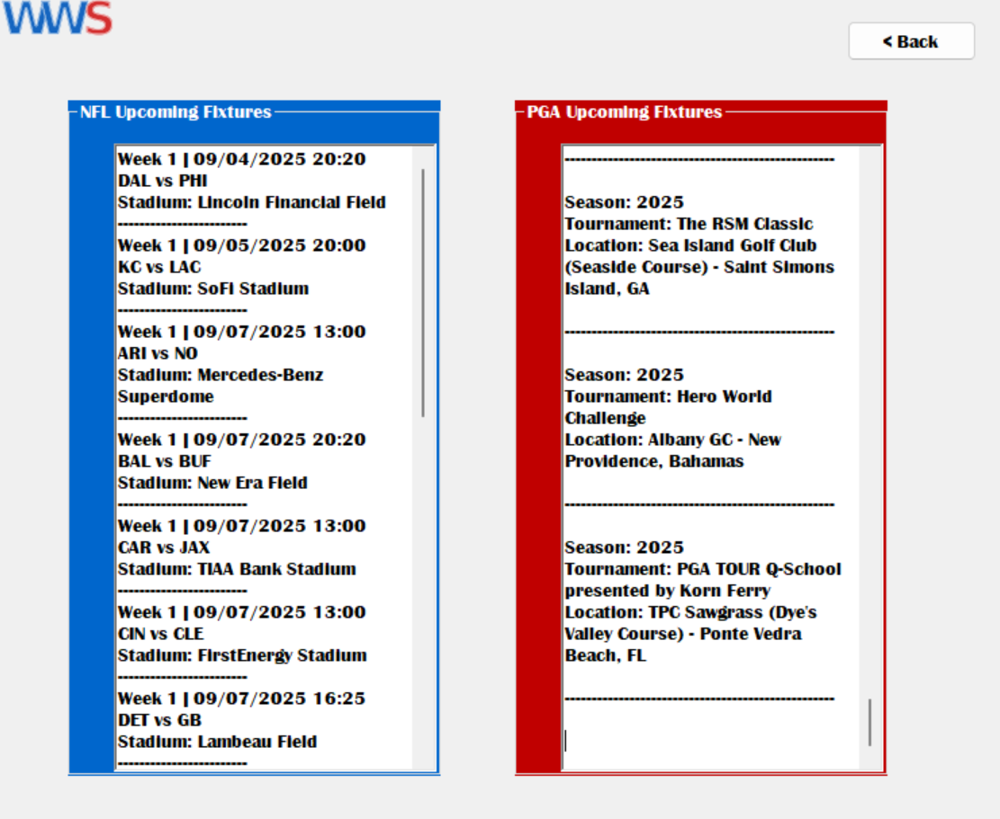 WWS
< Back
NFL Upcoming Fixtures
Week 1 | 09/04/2025 20:20
DAL vs PHI
Stadium: Lincoln Financial Field
------------------------
Week 1 | 09/05/2025 20:00
KC vs LAC
Stadium: SoFi Stadium
------------------------
Week 1 | 09/07/2025 13:00
ARI vs NO
Stadium: Mercedes-Benz
Superdome
------------------------
Week 1 | 09/07/2025 20:20
BAL vs BUF
Stadium: New Era Field
------------------------
Week 1 | 09/07/2025 13:00
CAR vs JAX
Stadium: TIAA Bank Stadium
------------------------
Week 1 | 09/07/2025 13:00
CIN vs CLE
Stadium: FirstEnergy Stadium
------------------------
Week 1 | 09/07/2025 16:25
DET vs GB
Stadium: Lambeau Field
------------------------
PGA Upcoming Fixtures
--------------------------------------------------
Season: 2025
Tournament: The RSM Classic
Location: Sea Island Golf Club
(Seaside Course) - Saint Simons
Island, GA
--------------------------------------------------
Season: 2025
Tournament: Hero World
Challenge
Location: Albany GC - New
Providence, Bahamas
--------------------------------------------------
Season: 2025
Tournament: PGA TOUR Q-School
presented by Korn Ferry
Location: TPC Sawgrass (Dye's
Valley Course) - Ponte Vedra
Beach, FL
--------------------------------------------------